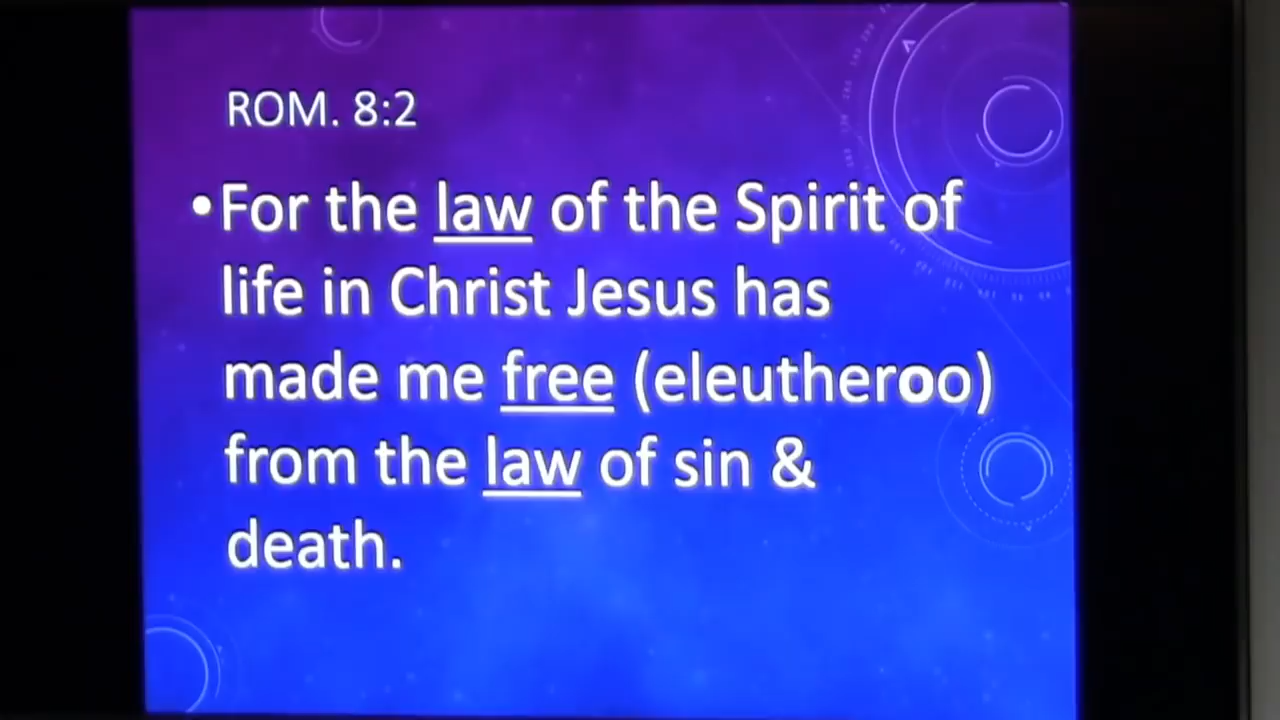 ROM. 8:2
•For the law of the Spirit of
life in Christ Jesus has
made me free (eleutheroo)
from the law of sin &
death.